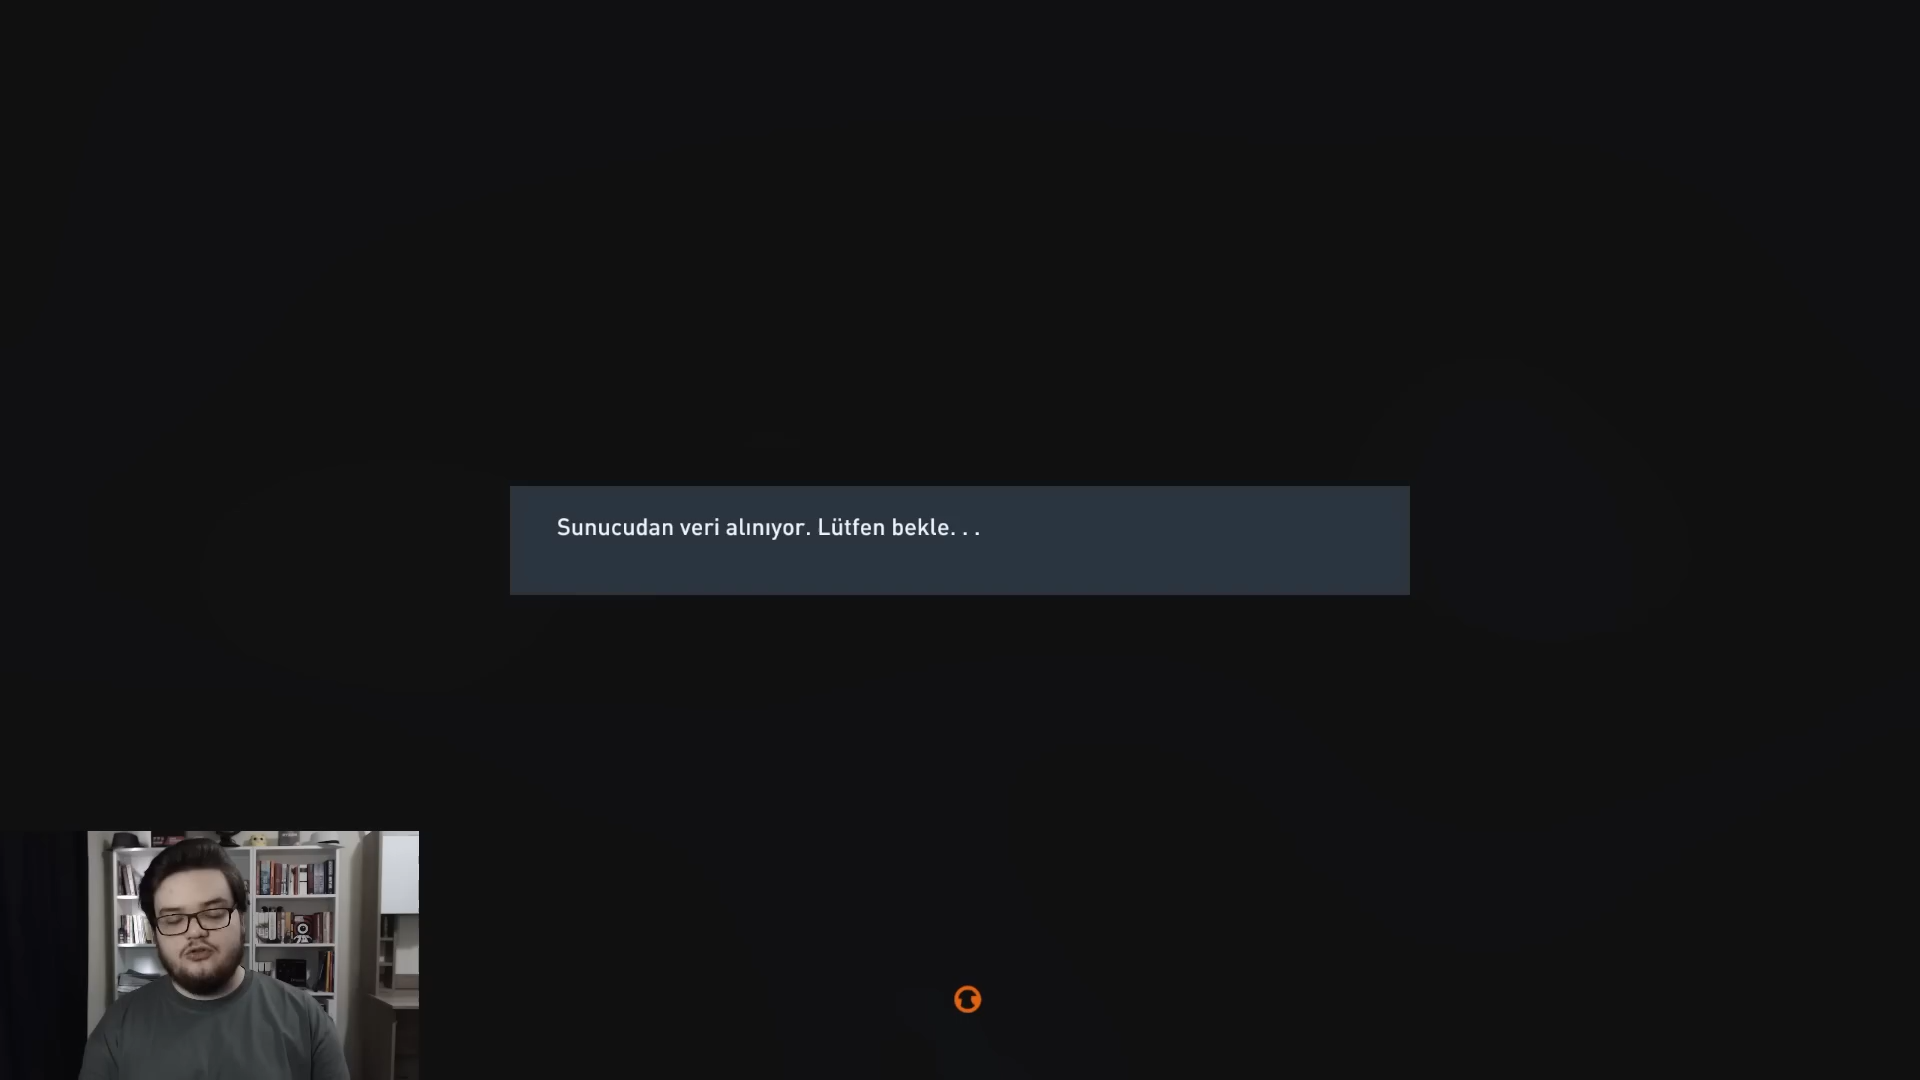 Sunucudan veri alınıyor. Lütfen bekle. . .